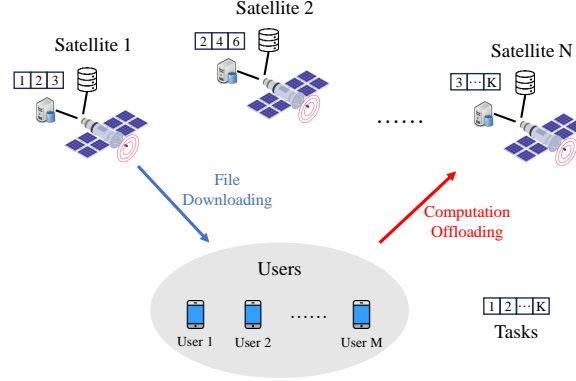 Satellite 1
Satellite 2
Satellite N
1 2 3
2 4 6
3 ··· K
······
File
Downloading
Computation
Offloading
Users
······
User 1
User 2
User M
1 2 ··· K
Tasks